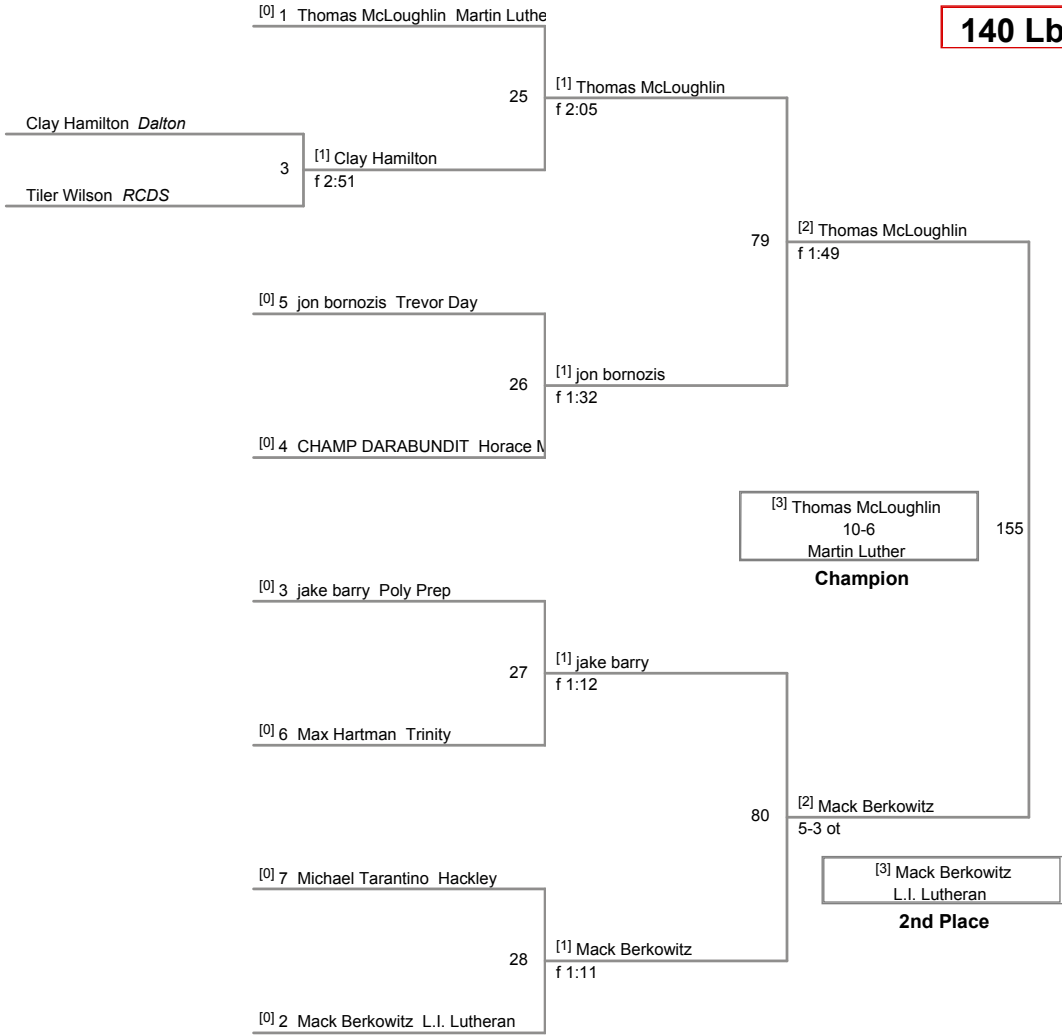 [0] 1 Thomas McLoughlin Martin Luthe
140 Lb
25
[1] Thomas McLoughlin
f 2:05
Clay Hamilton Dalton
3
[1] Clay Hamilton
f 2:51
Tiler Wilson RCDS
79
[2] Thomas McLoughlin
f 1:49
[0] 5 jon bornozis Trevor Day
26
[1] jon bornozis
f 1:32
[0] 4 CHAMP DARABUNDIT Horace M
[3] Thomas McLoughlin
10-6
Martin Luther
155
Champion
[0] 3 jake barry Poly Prep
27
[1] jake barry
f 1:12
[0] 6 Max Hartman Trinity
80
[2] Mack Berkowitz
5-3 ot
[3] Mack Berkowitz
L.I. Lutheran
2nd Place
[0] 7 Michael Tarantino Hackley
28
[1] Mack Berkowitz
f 1:11
[0] 2 Mack Berkowitz L.I. Lutheran